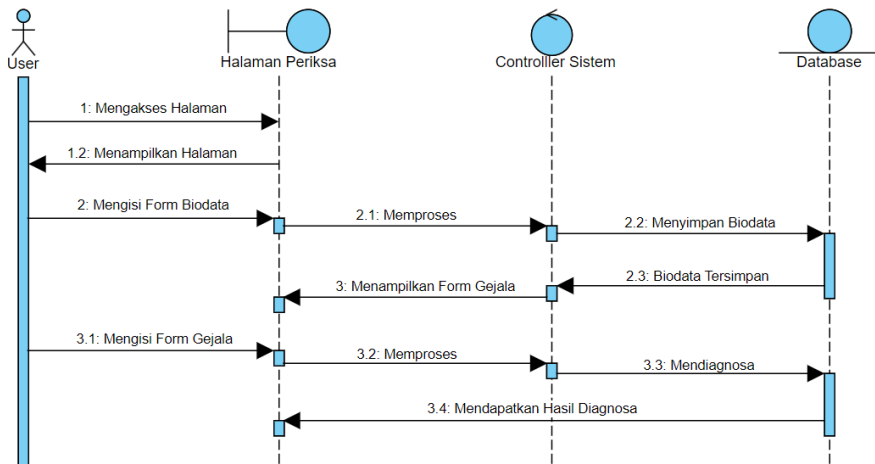 User
Halaman Periksa
Controlller Sistem
Database
1: Mengakses Halaman
1.2: Menampilkan Halaman
2: Mengisi Form Biodata
2.1: Memproses
2.2: Menyimpan Biodata
2.3: Biodata Tersimpan
3: Menampilkan Form Gejala
3.1: Mengisi Form Gejala
3.2: Memproses
3.3: Mendiagnosa
3.4: Mendapatkan Hasil Diagnosa